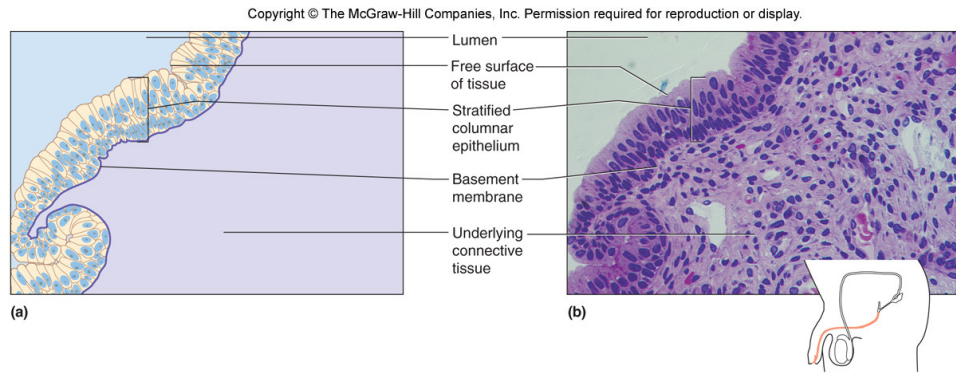 Copyright © The McGraw-Hill Companies, Inc. Permission required for reproduction or display.
Lumen
Free surface
of tissue
Stratified
columnar
epithelium
Basement
membrane
Underlying
connective
tissue
(a)
(b)